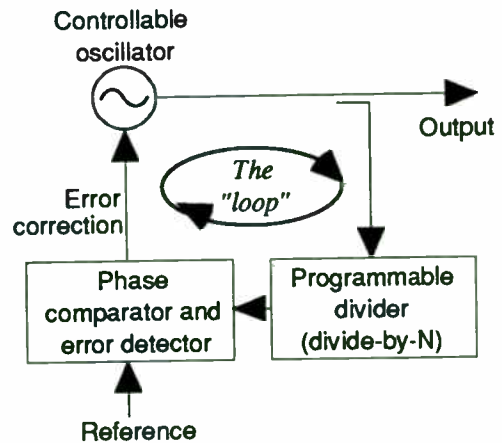 Controllable
oscillator
Output
The
"loop"
Error
correction
Phase
comparator and
error detector
Programmable
divider
(divide-by-N)
Reference